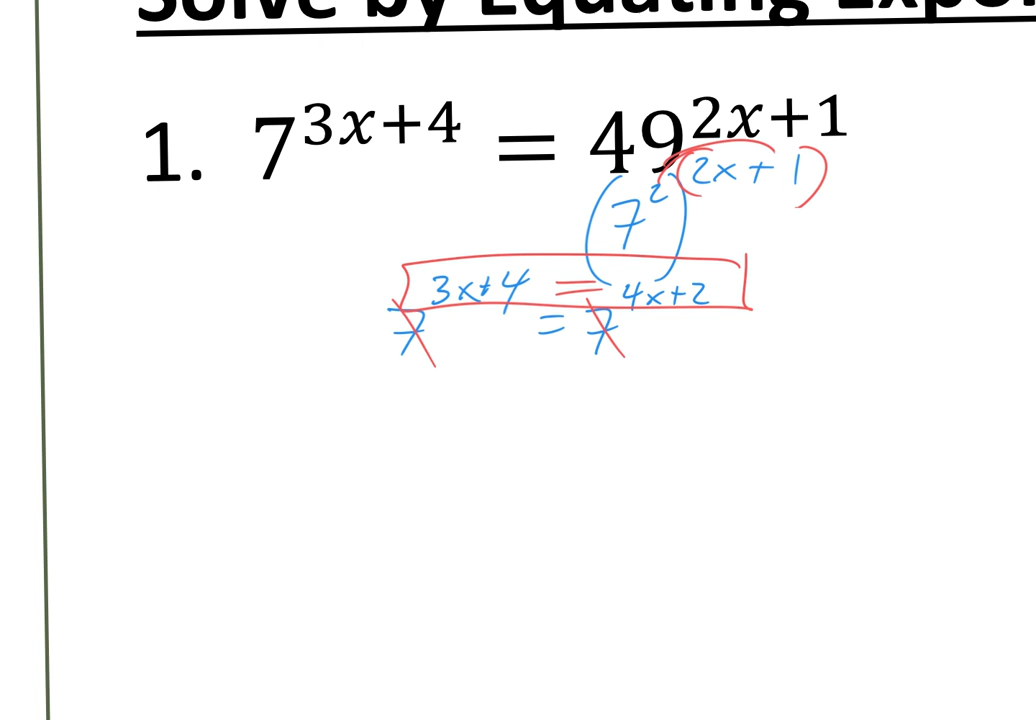 Solve by Equating Expo
1. 7^{3x+4} = 49^{2x+1}
(7^2)^{(2x+1)}
7^{3x+4} = 7^{4x+2}